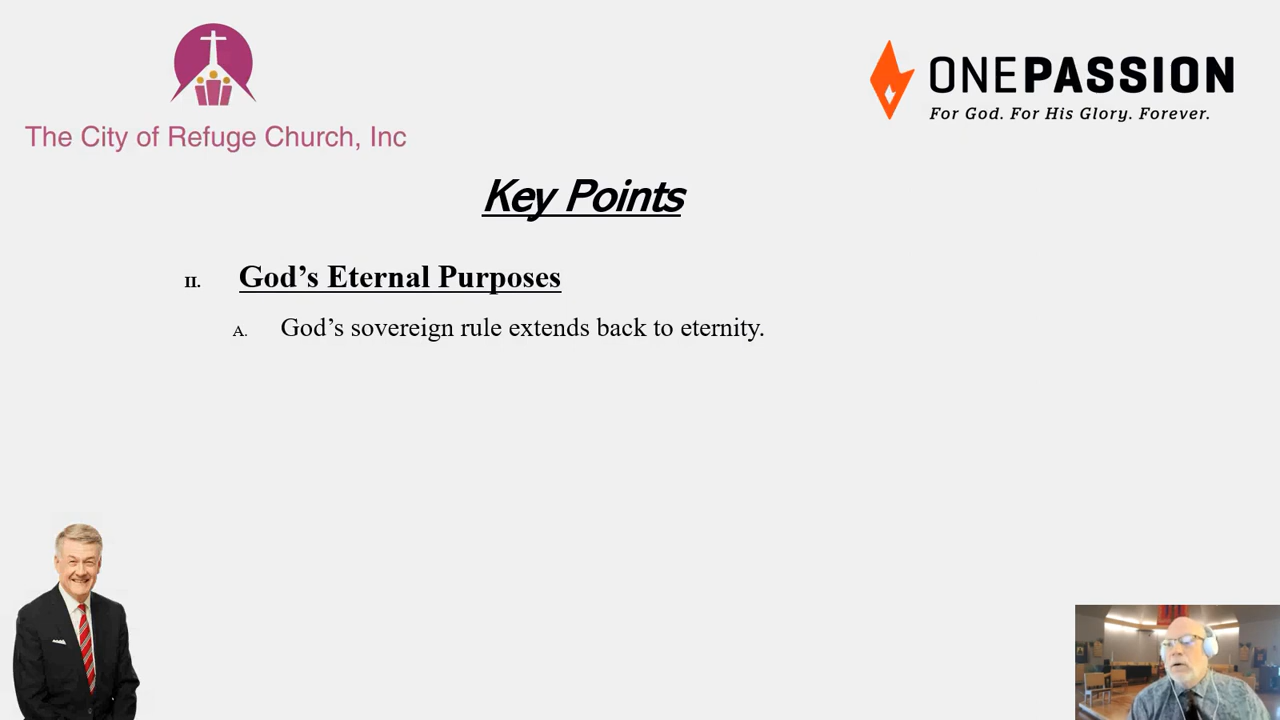 The City of Refuge Church, Inc
ONEPASSION
For God. For His Glory. Forever.
Key Points
II. God’s Eternal Purposes
A. God’s sovereign rule extends back to eternity.